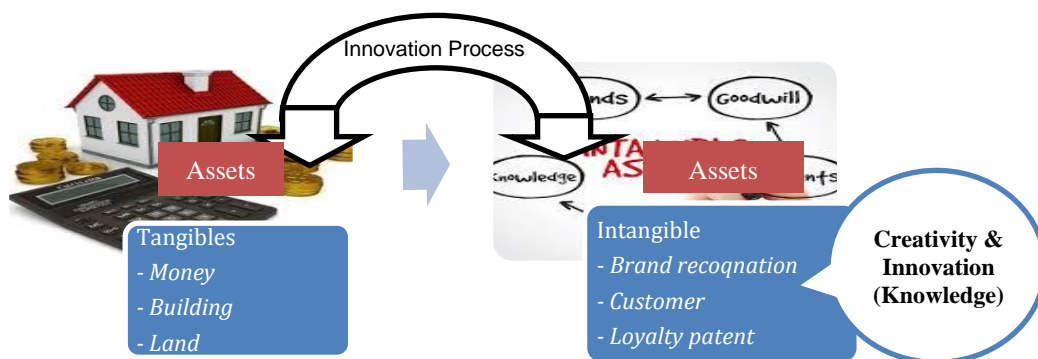 Innovation Process
Goodwill
Knowledge
Assets
Assets
Tangibles
- Money
- Building
- Land
Intangible
- Brand recoqnation
- Customer
- Loyalty patent
Creativity &
Innovation
(Knowledge)